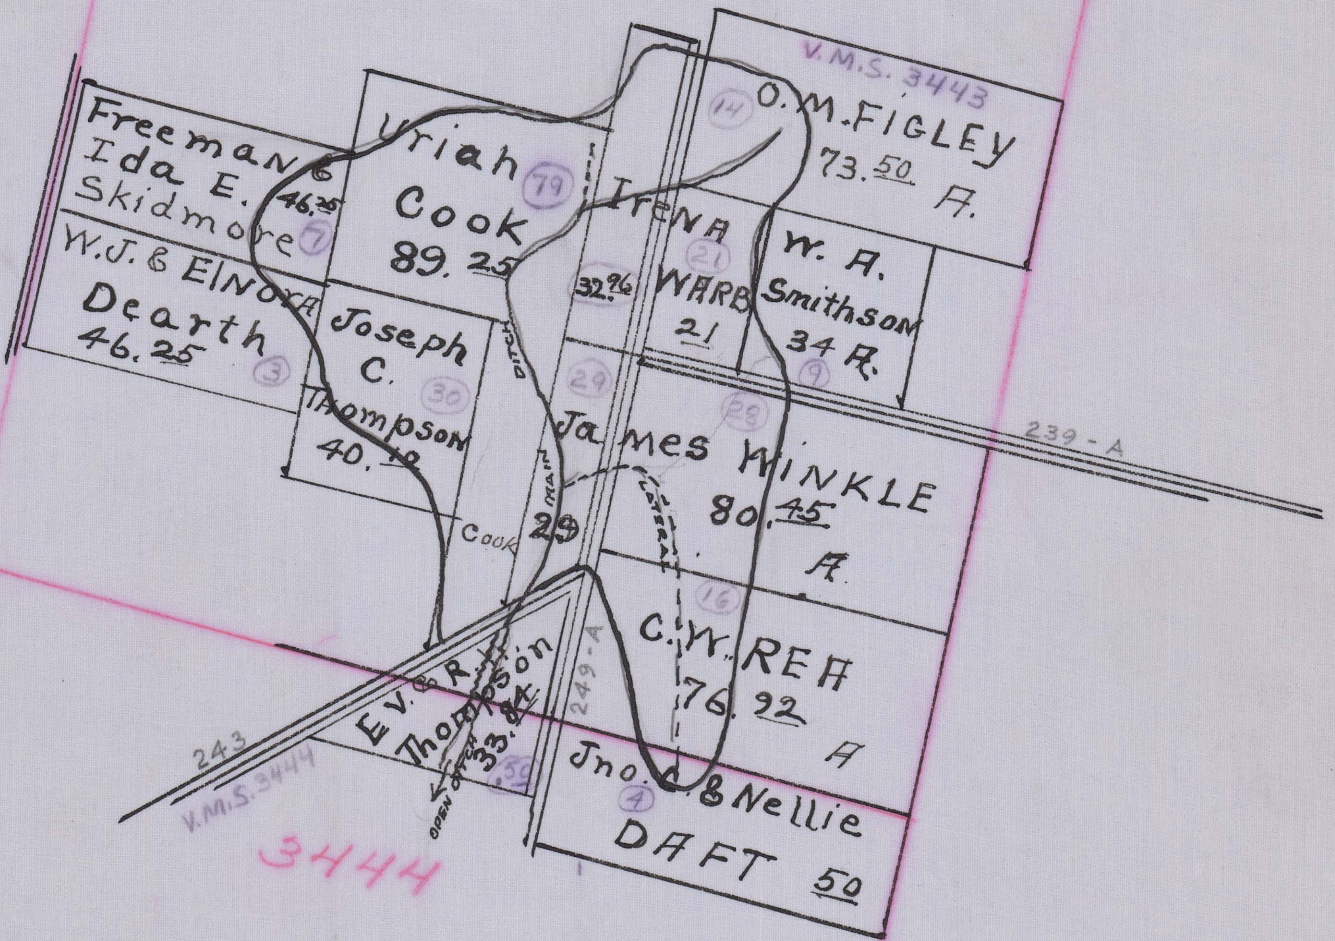 V.M.S. 3443
14
O. M. FIGLEY
73.50 A.
Freeman &
Ida E. 46.25
Skidmore 7
Uriah 79
Cook
89.25
W. J. & Elnora
Dearth
46.25 3
Irena
21
WARB
21
32.96
W. A.
Smithson
34 A.
9
Joseph
C. 30
Thompson
40.
DITCH
29
28
239 - A
James WINKLE
80.45
A.
MAIN
LATERAL
Cook 29
16
C. W. REA
76.92
A
249-A
E V. & R.
Thompson
33.
.50
OPEN DITCH
243
V.M.S. 3444
3444
Jno. C. & Nellie
4
DAFT 50